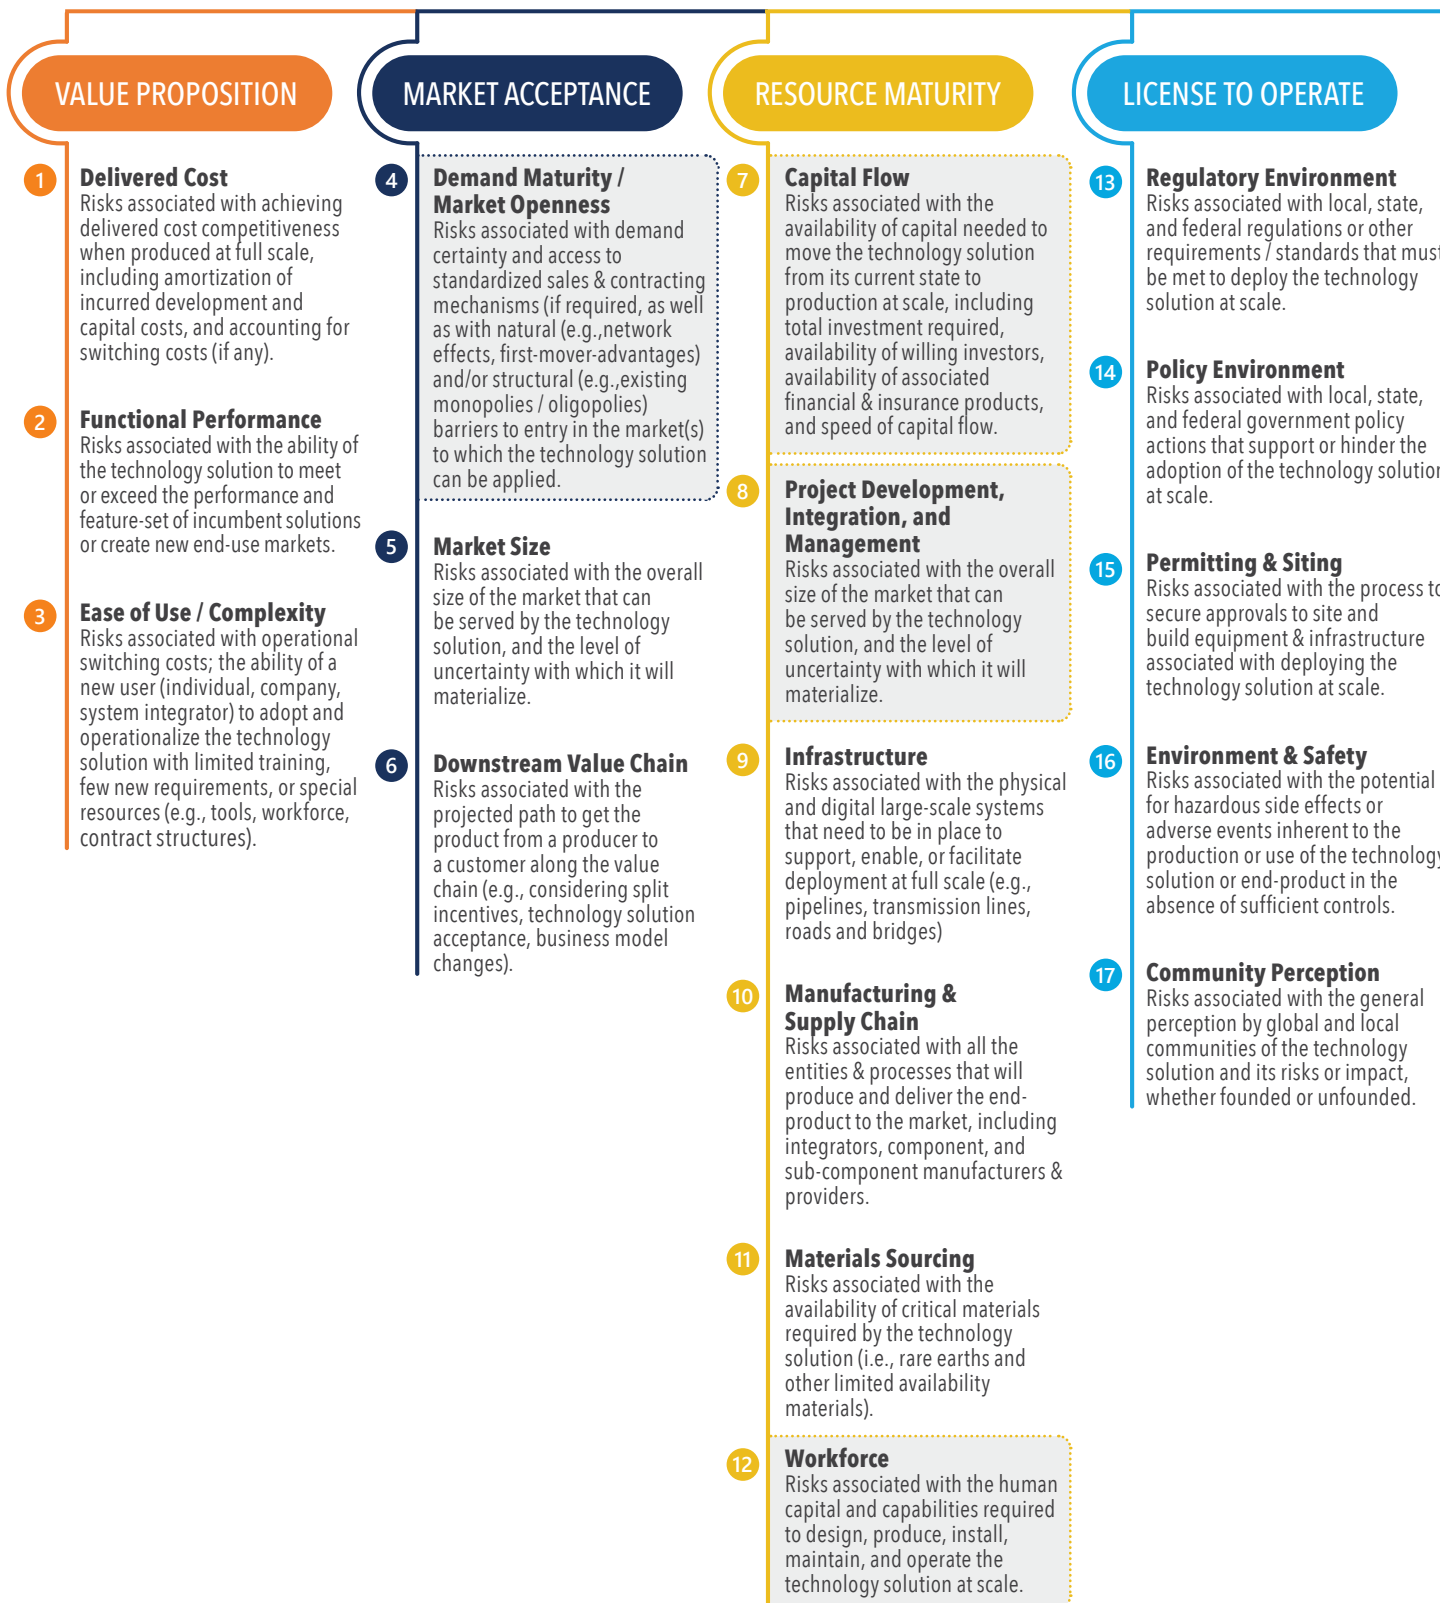 VALUE PROPOSITION
1
Delivered Cost
Risks associated with achieving
delivered cost competitiveness
when produced at full scale,
including amortization of
incurred development and
capital costs, and accounting for
switching costs (if any).
2
Functional Performance
Risks associated with the ability of
the technology solution to meet
or exceed the performance and
feature-set of incumbent solutions
or create new end-use markets.
3
Ease of Use / Complexity
Risks associated with operational
switching costs; the ability of a
new user (individual, company,
system integrator) to adopt and
operationalize the technology
solution with limited training,
few new requirements, or special
resources (e.g., tools, workforce,
contract structures).
MARKET ACCEPTANCE
4
Demand Maturity /
Market Openness
Risks associated with demand
certainty and access to
standardized sales & contracting
mechanisms (if required, as well
as with natural (e.g.,network
effects, first-mover-advantages)
and/or structural (e.g.,existing
monopolies / oligopolies)
barriers to entry in the market(s)
to which the technology solution
can be applied.
5
Market Size
Risks associated with the overall
size of the market that can
be served by the technology
solution, and the level of
uncertainty with which it will
materialize.
6
Downstream Value Chain
Risks associated with the
projected path to get the
product from a producer to
a customer along the value
chain (e.g., considering split
incentives, technology solution
acceptance, business model
changes).
RESOURCE MATURITY
7
Capital Flow
Risks associated with the
availability of capital needed to
move the technology solution
from its current state to
production at scale, including
total investment required,
availability of willing investors,
availability of associated
financial & insurance products,
and speed of capital flow.
8
Project Development,
Integration, and
Management
Risks associated with the overall
size of the market that can
be served by the technology
solution, and the level of
uncertainty with which it will
materialize.
9
Infrastructure
Risks associated with the physical
and digital large-scale systems
that need to be in place to
support, enable, or facilitate
deployment at full scale (e.g.,
pipelines, transmission lines,
roads and bridges)
10
Manufacturing &
Supply Chain
Risks associated with all the
entities & processes that will
produce and deliver the end-
product to the market, including
integrators, component, and
sub-component manufacturers &
providers.
11
Materials Sourcing
Risks associated with the
availability of critical materials
required by the technology
solution (i.e., rare earths and
other limited availability
materials).
12
Workforce
Risks associated with the human
capital and capabilities required
to design, produce, install,
maintain, and operate the
technology solution at scale.
LICENSE TO OPERATE
13
Regulatory Environment
Risks associated with local, state,
and federal regulations or other
requirements / standards that must
be met to deploy the technology
solution at scale.
14
Policy Environment
Risks associated with local, state,
and federal government policy
actions that support or hinder the
adoption of the technology solution
at scale.
15
Permitting & Siting
Risks associated with the process to
secure approvals to site and
build equipment & infrastructure
associated with deploying the
technology solution at scale.
16
Environment & Safety
Risks associated with the potential
for hazardous side effects or
adverse events inherent to the
production or use of the technology
solution or end-product in the
absence of sufficient controls.
17
Community Perception
Risks associated with the general
perception by global and local
communities of the technology
solution and its risks or impact,
whether founded or unfounded.